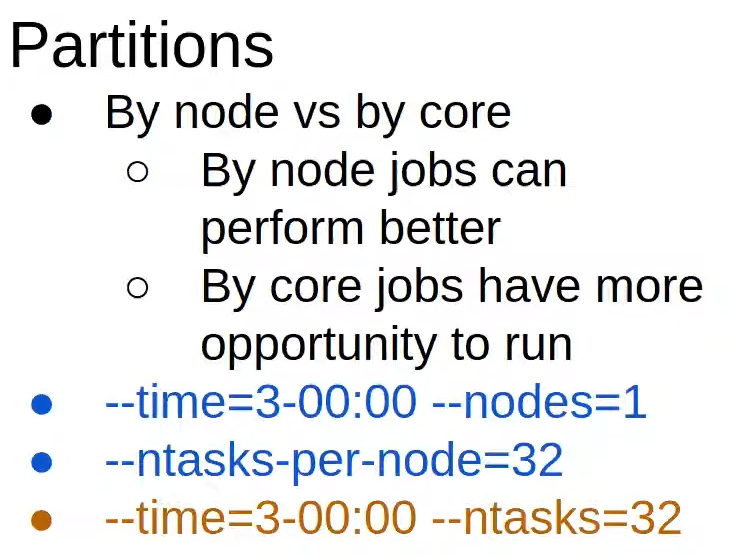 Partitions
● By node vs by core
○ By node jobs can
perform better
○ By core jobs have more
opportunity to run
● --time=3-00:00 --nodes=1
● --ntasks-per-node=32
● --time=3-00:00 --ntasks=32